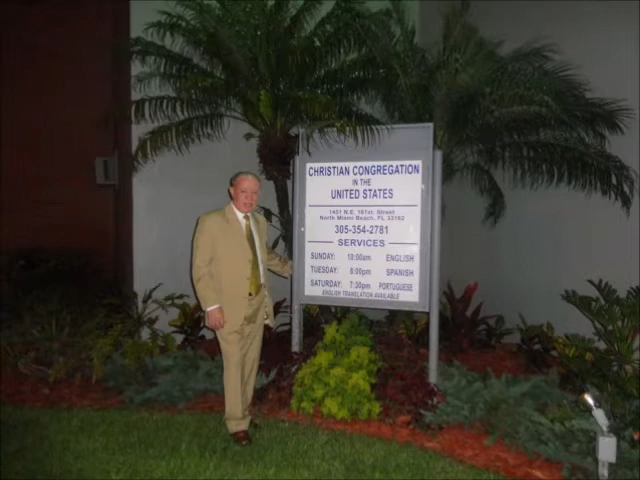 CHRISTIAN CONGREGATION
IN THE
UNITED STATES
1451 N.E. 161st. Street
North Miami Beach, FL 33162
305-354-2781
SERVICES
SUNDAY: 10:00am ENGLISH
TUESDAY: 8:00pm SPANISH
SATURDAY: 7:30pm PORTUGUESE
ENGLISH TRANSLATION AVAILABLE